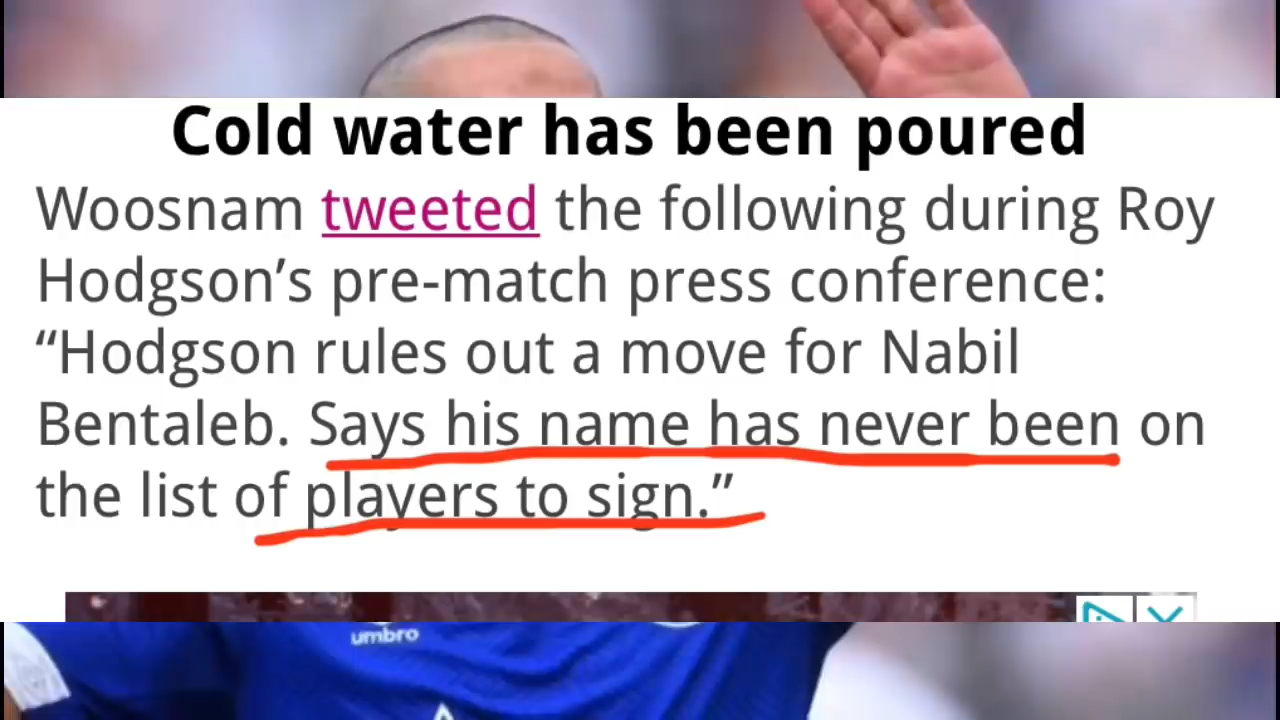 Cold water has been poured
Woosnam tweeted the following during Roy
Hodgson’s pre-match press conference:
“Hodgson rules out a move for Nabil
Bentaleb. Says his name has never been on
the list of players to sign.”
umbro